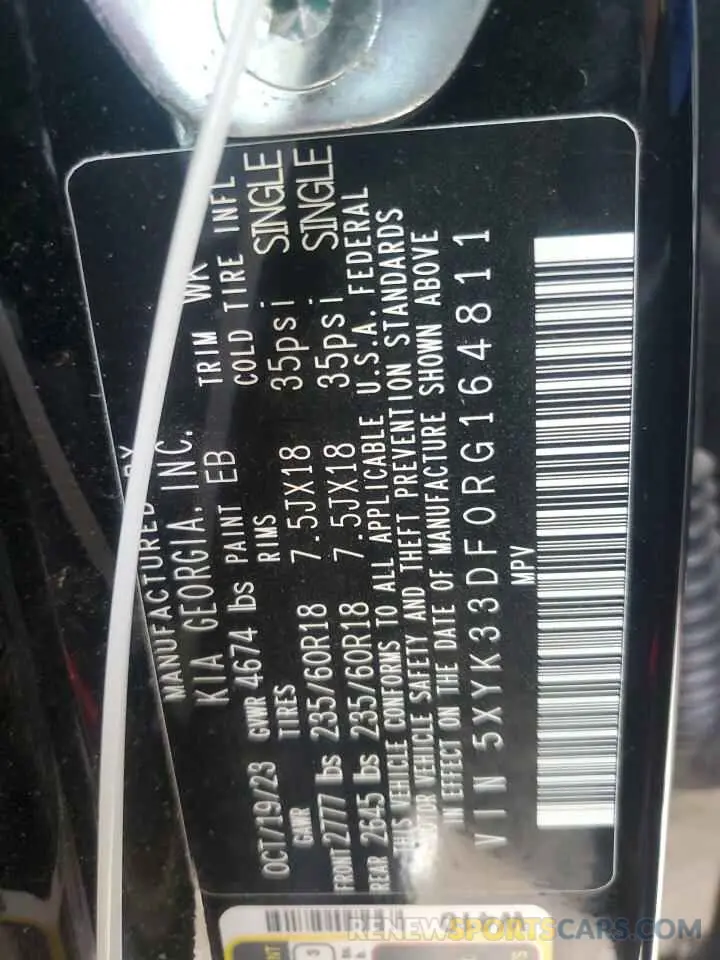 MANUFACTURED BY
KIA GEORGIA, INC.
OCT/19/23 GVWR 4674 lbs PAINT EB TRIM WK
GAWR TIRES RIMS COLD TIRE INFL
FRONT 2777 lbs 235/60R18 7.5JX18 35psi SINGLE
REAR 2645 lbs 235/60R18 7.5JX18 35psi SINGLE
THIS VEHICLE CONFORMS TO ALL APPLICABLE U.S.A. FEDERAL
MOTOR VEHICLE SAFETY AND THEFT PREVENTION STANDARDS
IN EFFECT ON THE DATE OF MANUFACTURE SHOWN ABOVE
VIN 5XYK33DF0RG164811
MPV
RENEWSPORTSCARS.COM